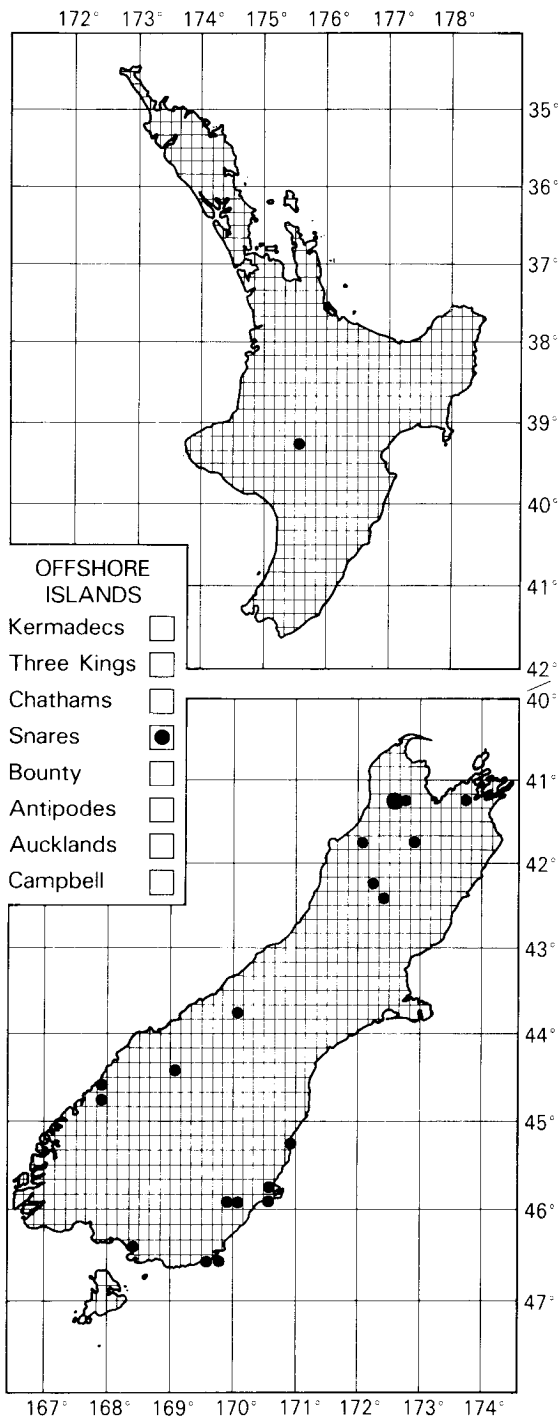 172° 173° 174° 175° 176° 177° 178°
35°
36°
37°
38°
39°
40°
41°
42°
OFFSHORE
ISLANDS
Kermadecs
Three Kings
Chathams
Snares
Bounty
Antipodes
Aucklands
Campbell
40°
41°
42°
43°
44°
45°
46°
47°
167° 168° 169° 170° 171° 172° 173° 174°